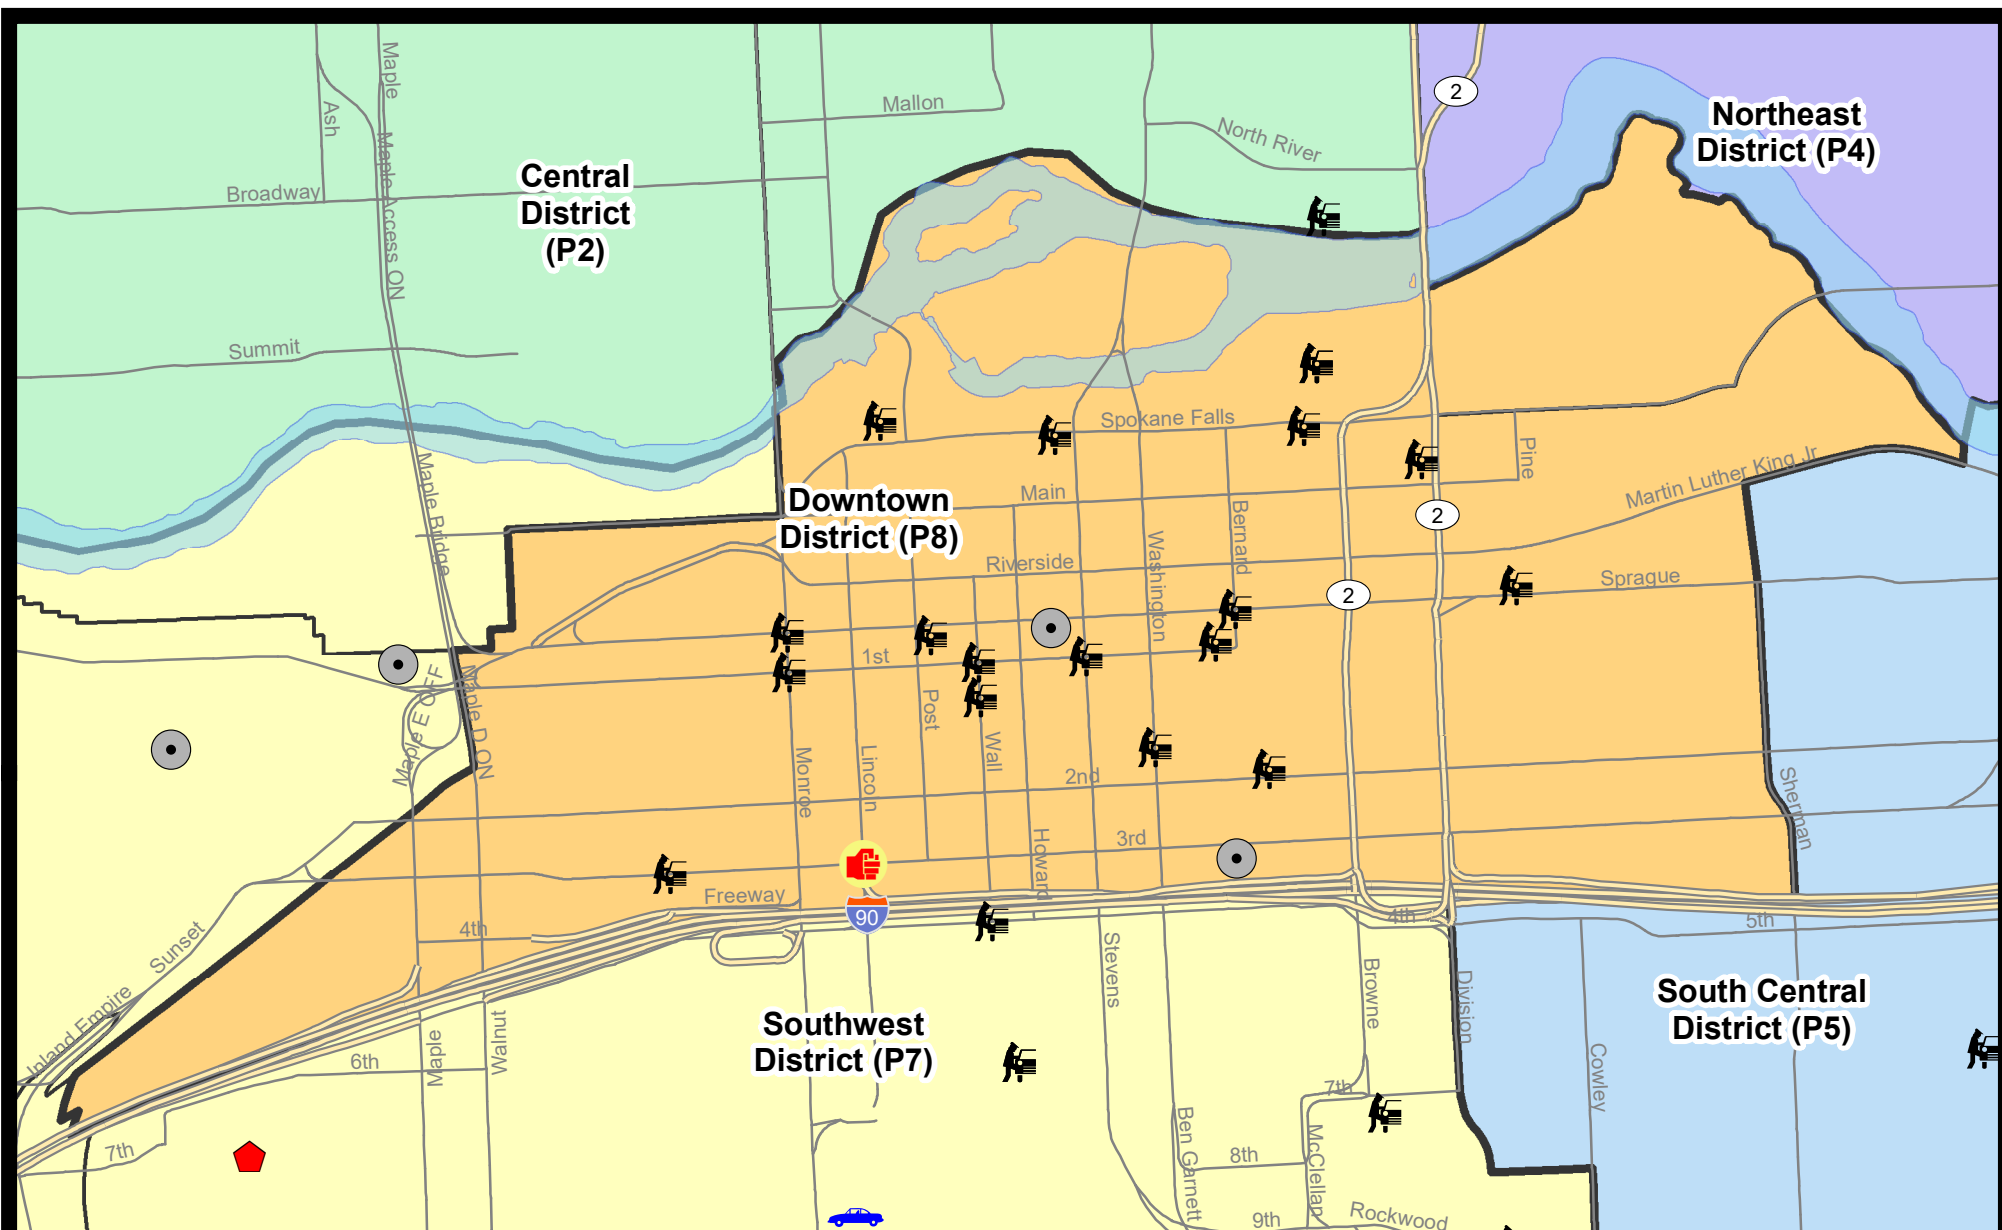 Maple
Ash
Maple Access ON
Mallon
North River
2
Northeast
District (P4)
Central
District
(P2)
Broadway
Summit
Spokane Falls
Pine
Martin Luther King Jr
Maple Bridge
Main
Bernard
2
Downtown
District (P8)
Riverside
Washington
2
Sprague
1st
Maple E OFF
Maple D ON
Post
Wall
Monroe
Lincoln
2nd
Sherman
3rd
Howard
Freeway
90
4th
4th
5th
Sunset
Stevens
Browne
Division
South Central
District (P5)
Inland Empire
Southwest
District (P7)
6th
Maple
Walnut
Cowley
7th
7th
Ben Garnett
McClellan
8th
9th
Rockwood